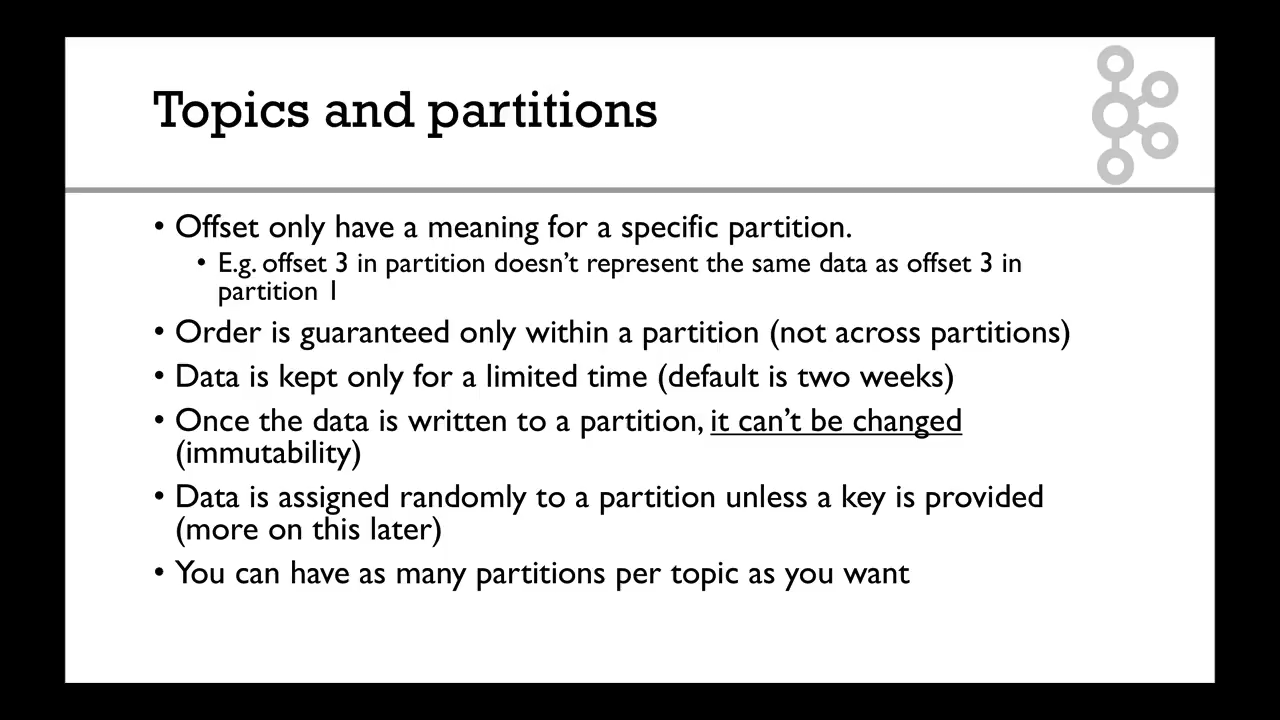 Topics and partitions
• Offset only have a meaning for a specific partition.
• E.g. offset 3 in partition doesn’t represent the same data as offset 3 in
partition 1
• Order is guaranteed only within a partition (not across partitions)
• Data is kept only for a limited time (default is two weeks)
• Once the data is written to a partition, it can’t be changed
(immutability)
• Data is assigned randomly to a partition unless a key is provided
(more on this later)
• You can have as many partitions per topic as you want